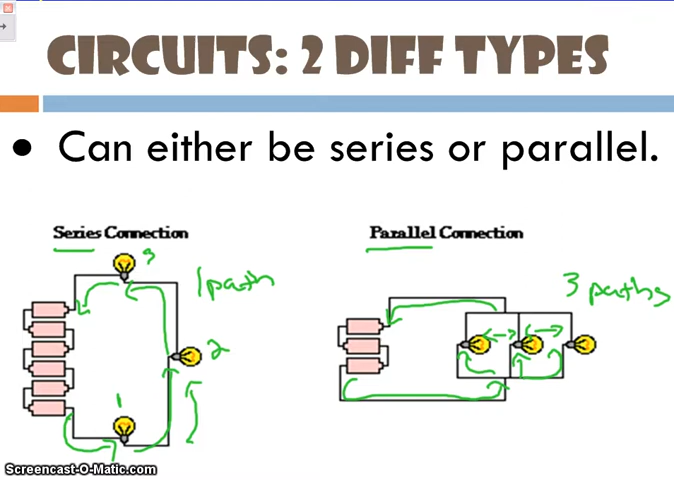 CIRCUITS: 2 DIFF TYPES
● Can either be series or parallel.
Series Connection
Parallel Connection
3
1 path
3 paths
2
1
Screencast-O-Matic.com